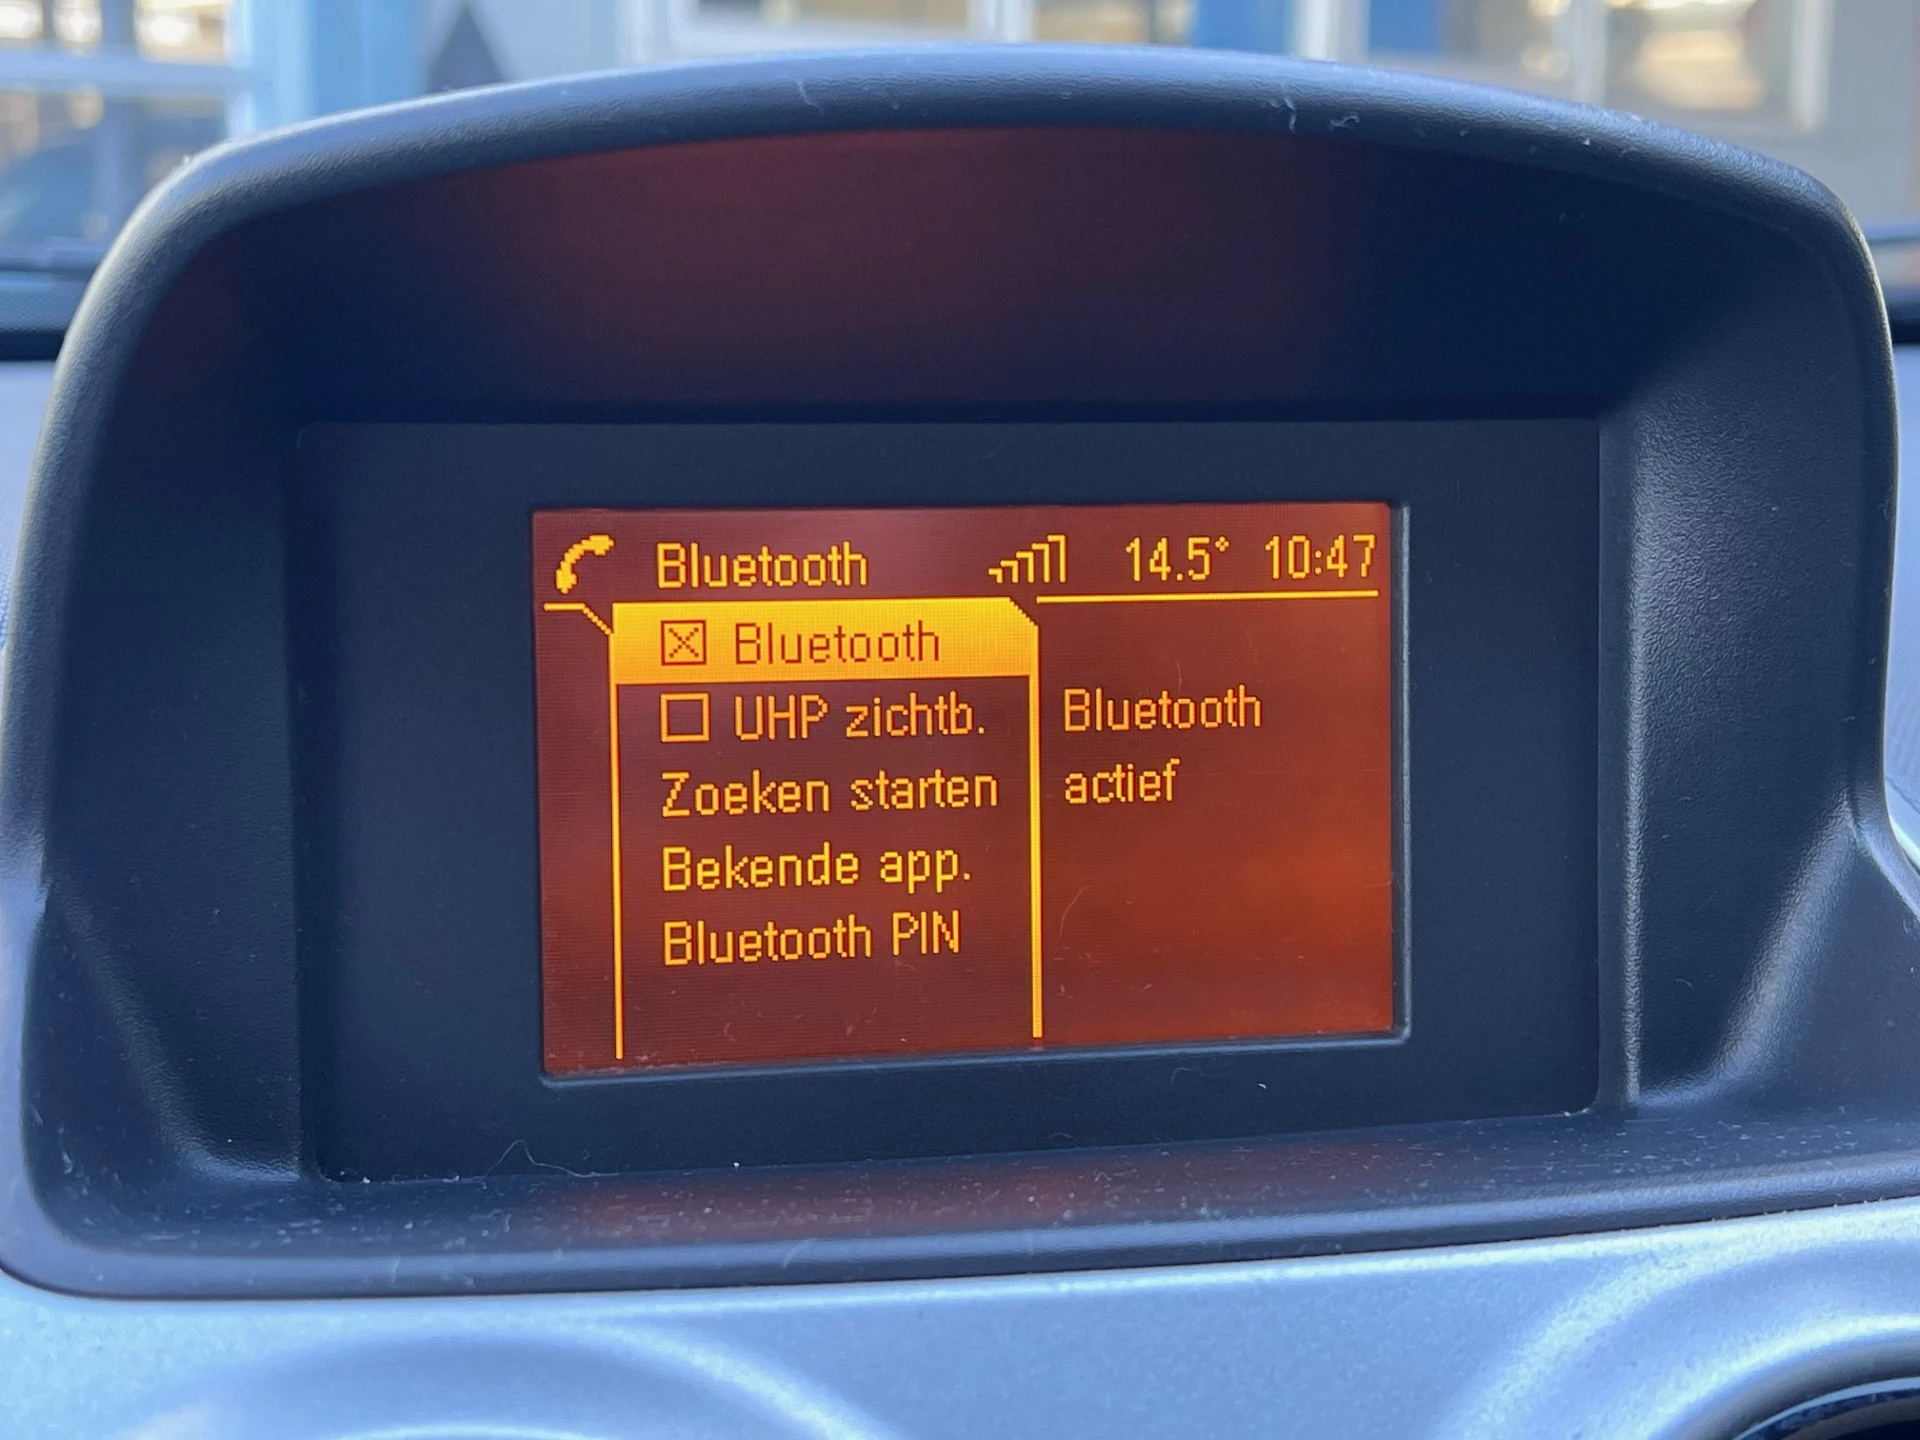 Bluetooth 14.5° 10:47
Bluetooth
UHP zichtb.
Zoeken starten
Bekende app.
Bluetooth PIN
Bluetooth
actief